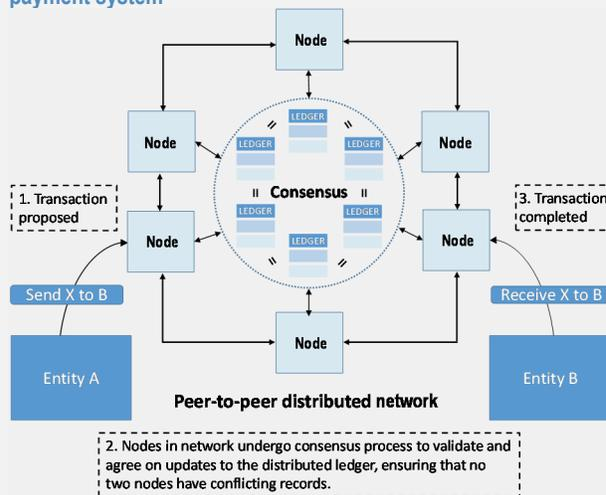 payment system
Node
Node
Node
LEDGER
LEDGER
LEDGER
Consensus
LEDGER
LEDGER
LEDGER
1. Transaction
proposed
3. Transaction
completed
Node
Node
Send X to B
Receive X to B
Node
Entity A
Entity B
Peer-to-peer distributed network
2. Nodes in network undergo consensus process to validate and
agree on updates to the distributed ledger, ensuring that no
two nodes have conflicting records.